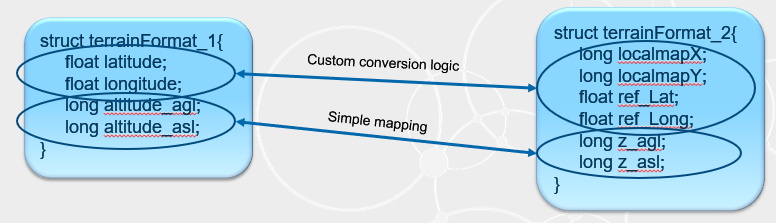 struct terrainFormat_1{
float latitude;
float longitude;
long altitude_agl;
long altitude_asl;
}
Custom conversion logic
Simple mapping
struct terrainFormat_2{
long localmapX;
long localmapY;
float ref_Lat;
float ref_Long;
long z_agl;
long z_asl;
}